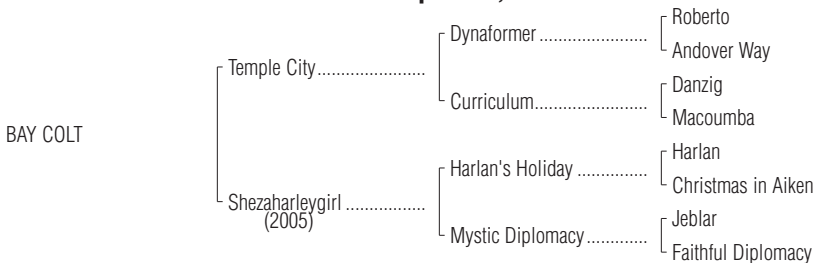 Roberto
Dynaformer
Andover Way
Temple City
Danzig
Curriculum
Macoumba
BAY COLT
Harlan
Harlan's Holiday
Christmas in Aiken
Shezaharleygirl
(2005)
Jeblar
Mystic Diplomacy
Faithful Diplomacy